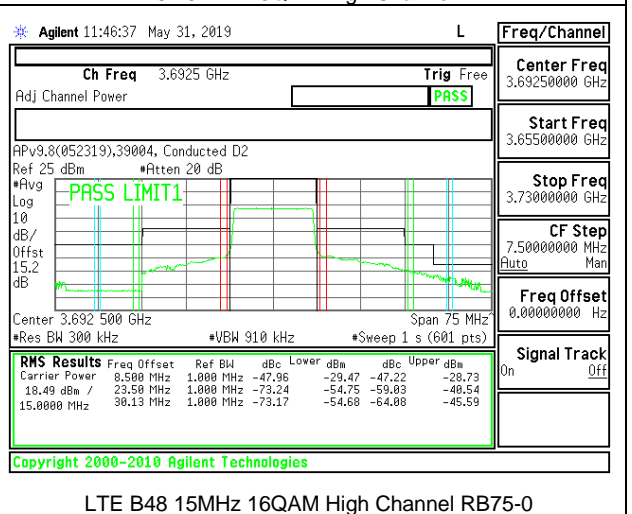 Agilent 11:46:37 May 31, 2019 L Freq/Channel
Ch Freq 3.6925 GHz Trig Free
Adj Channel Power PASS
Center Freq
3.69250000 GHz
Start Freq
3.65500000 GHz
APv9.8(052319),39004, Conducted D2
Ref 25 dBm #Atten 20 dB
#Avg
Log
10
dB/
Offst
15.2
dB
PASS LIMIT1
Stop Freq
3.73000000 GHz
CF Step
7.50000000 MHz
Auto Man
Freq Offset
0.00000000 Hz
Center 3.692 500 GHz Span 75 MHz
#Res BW 300 kHz #VBW 910 kHz #Sweep 1 s (601 pts)
Signal Track
On Off
RMS Results Freq Offset Ref BW dBc Lower dBm dBc Upper dBm
Carrier Power 8.500 MHz 1.000 MHz -47.96 -29.47 -47.22 -28.73
18.49 dBm / 23.50 MHz 1.000 MHz -73.24 -54.75 -59.03 -40.54
15.0000 MHz 30.13 MHz 1.000 MHz -73.17 -54.68 -64.08 -45.59
Copyright 2000-2010 Agilent Technologies
LTE B48 15MHz 16QAM High Channel RB75-0